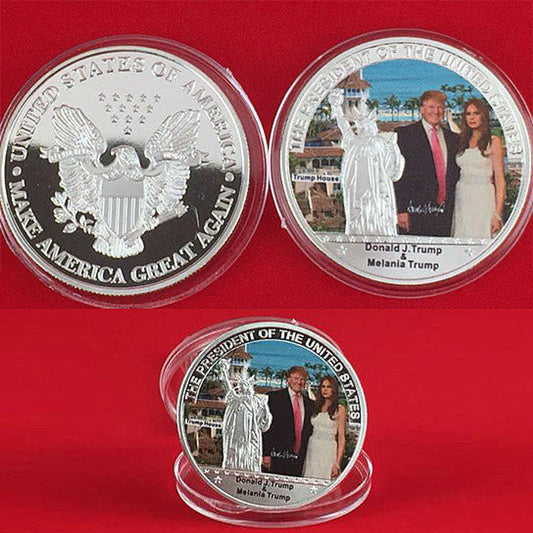 UNITED STATES OF AMERICA
• MAKE AMERICA GREAT AGAIN •
THE PRESIDENT OF THE UNITED STATES
Trump House
Donald J. Trump
&
Melania Trump
THE PRESIDENT OF THE UNITED STATES
Trump House
Donald J. Trump
&
Melania Trump